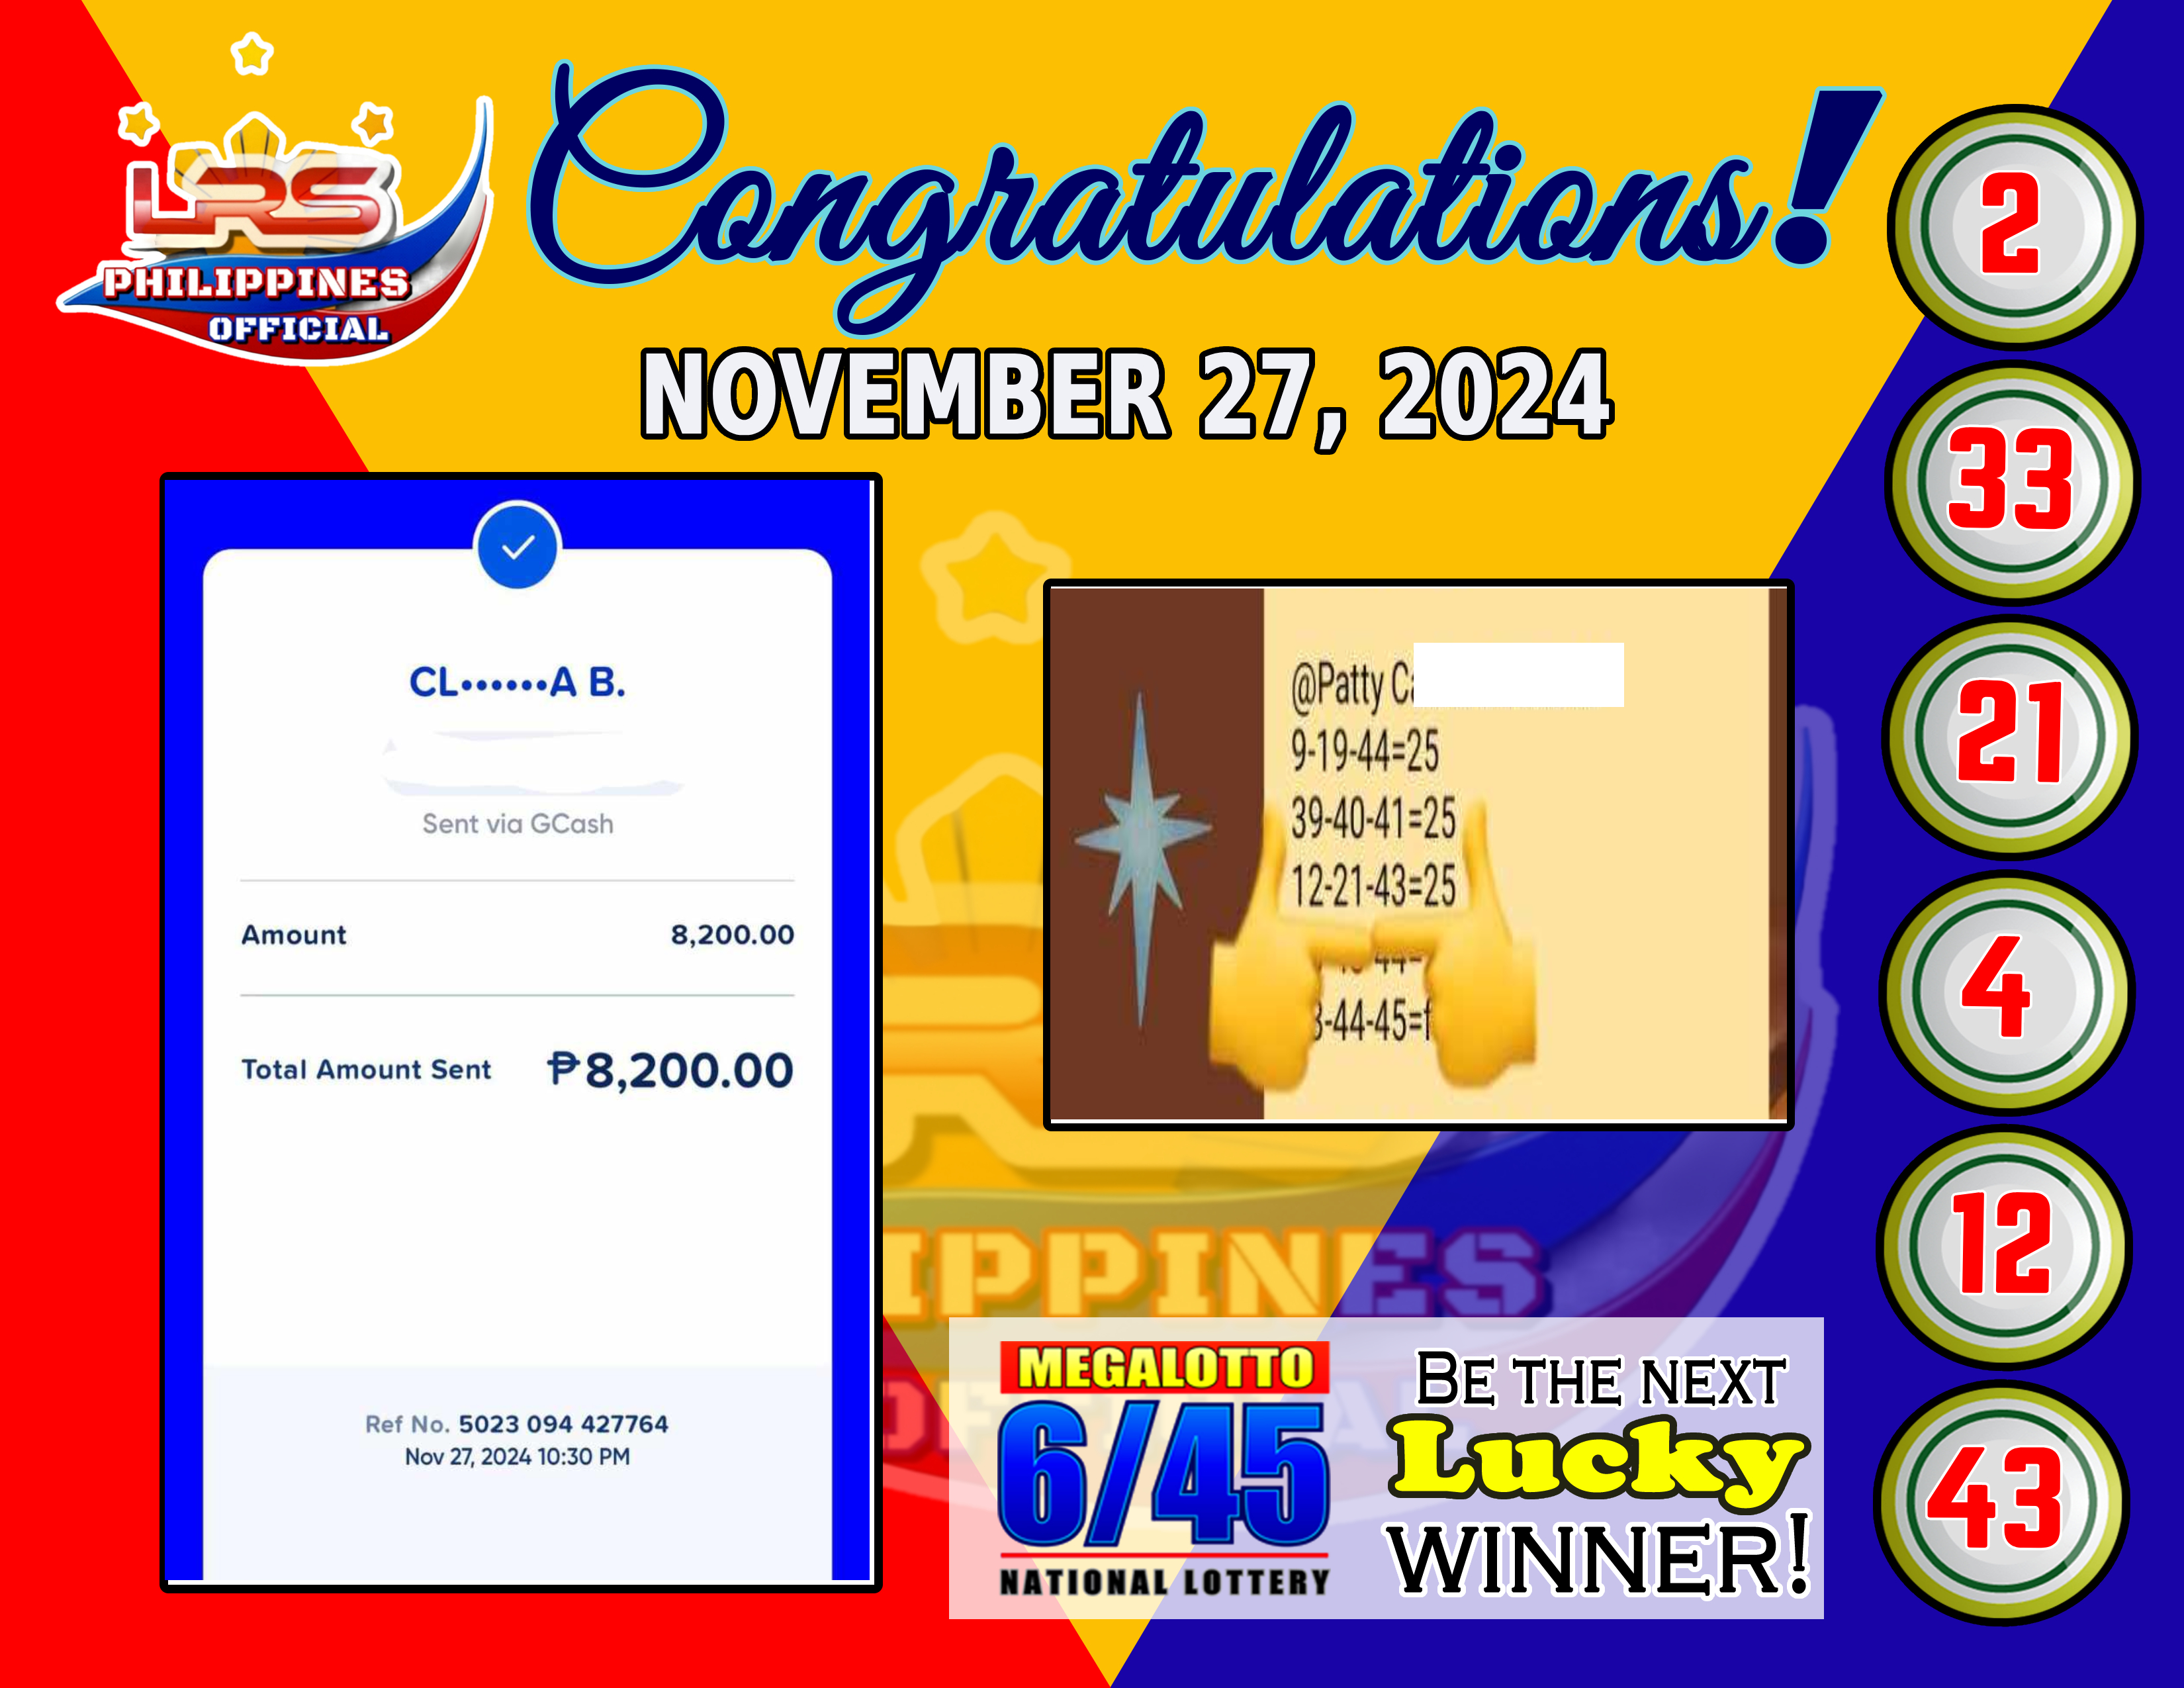 LRS
PHILIPPINES
OFFICIAL
Congratulations!
NOVEMBER 27, 2024
CL••••••A B.
Sent via GCash
Amount 8,200.00
Total Amount Sent ₱8,200.00
Ref No. 5023 094 427764
Nov 27, 2024 10:30 PM
@Patty
9-19-44=25
39-40-41=25
12-21-43=25
-44-45=
MEGALOTTO
6/45
NATIONAL LOTTERY
BE THE NEXT
Lucky
WINNER!
2
33
21
4
12
43